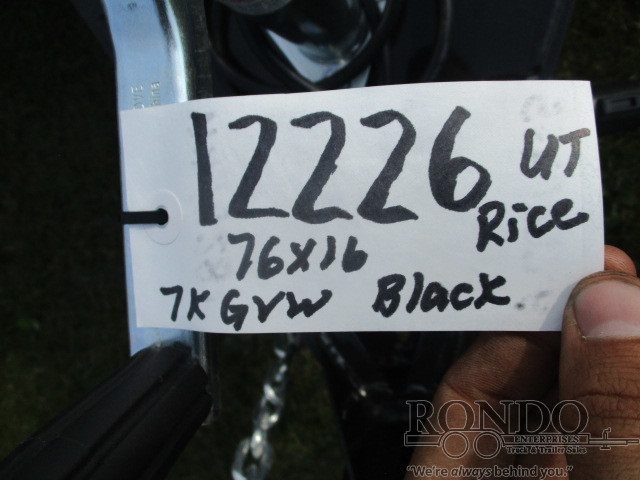 12226 UT
Rice
76x16
7K GVW Black
RONDO
ENTERPRISES
Truck & Trailer Sales
"We're always behind you."